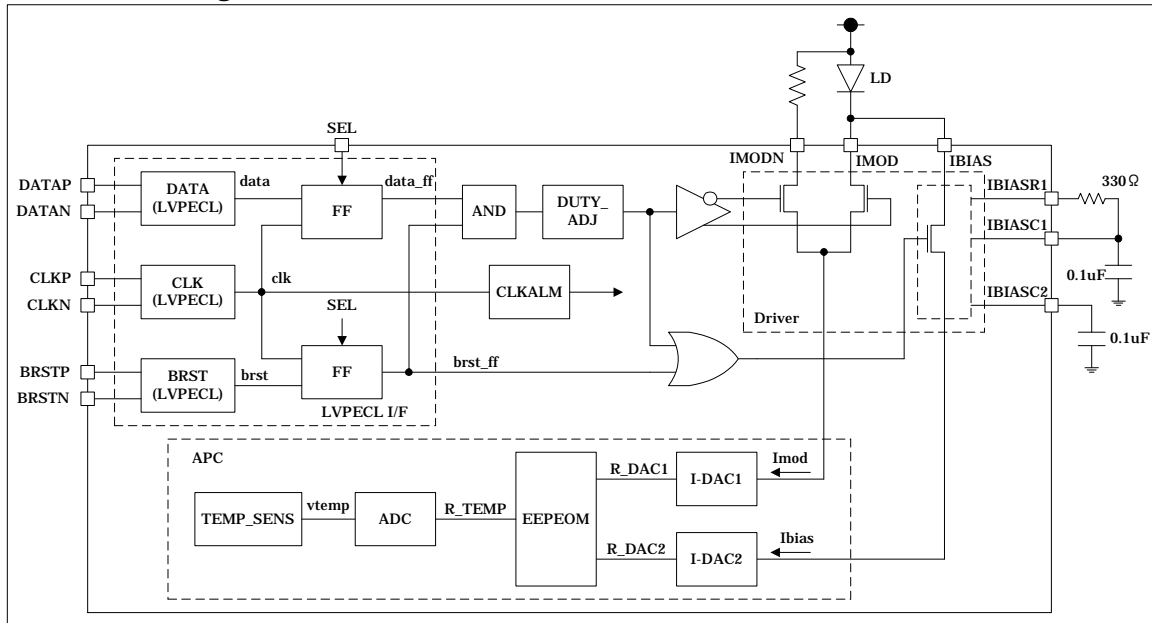 LD
SEL
IMODN
IMOD
IBIAS
DATAP
DATAN
DATA
(LVPECL)
data
FF
data_ff
AND
DUTY_
ADJ
IBIASR1
330Ω
IBIASC1
CLKP
CLKN
CLK
(LVPECL)
clk
CLKALM
0.1uF
SEL
Driver
IBIASC2
0.1uF
BRSTP
BRSTN
BRST
(LVPECL)
brst
FF
brst_ff
LVPECL I/F
APC
TEMP_SENS
vtemp
ADC
R_TEMP
EEPEOM
R_DAC1
I-DAC1
Imod
R_DAC2
I-DAC2
Ibias